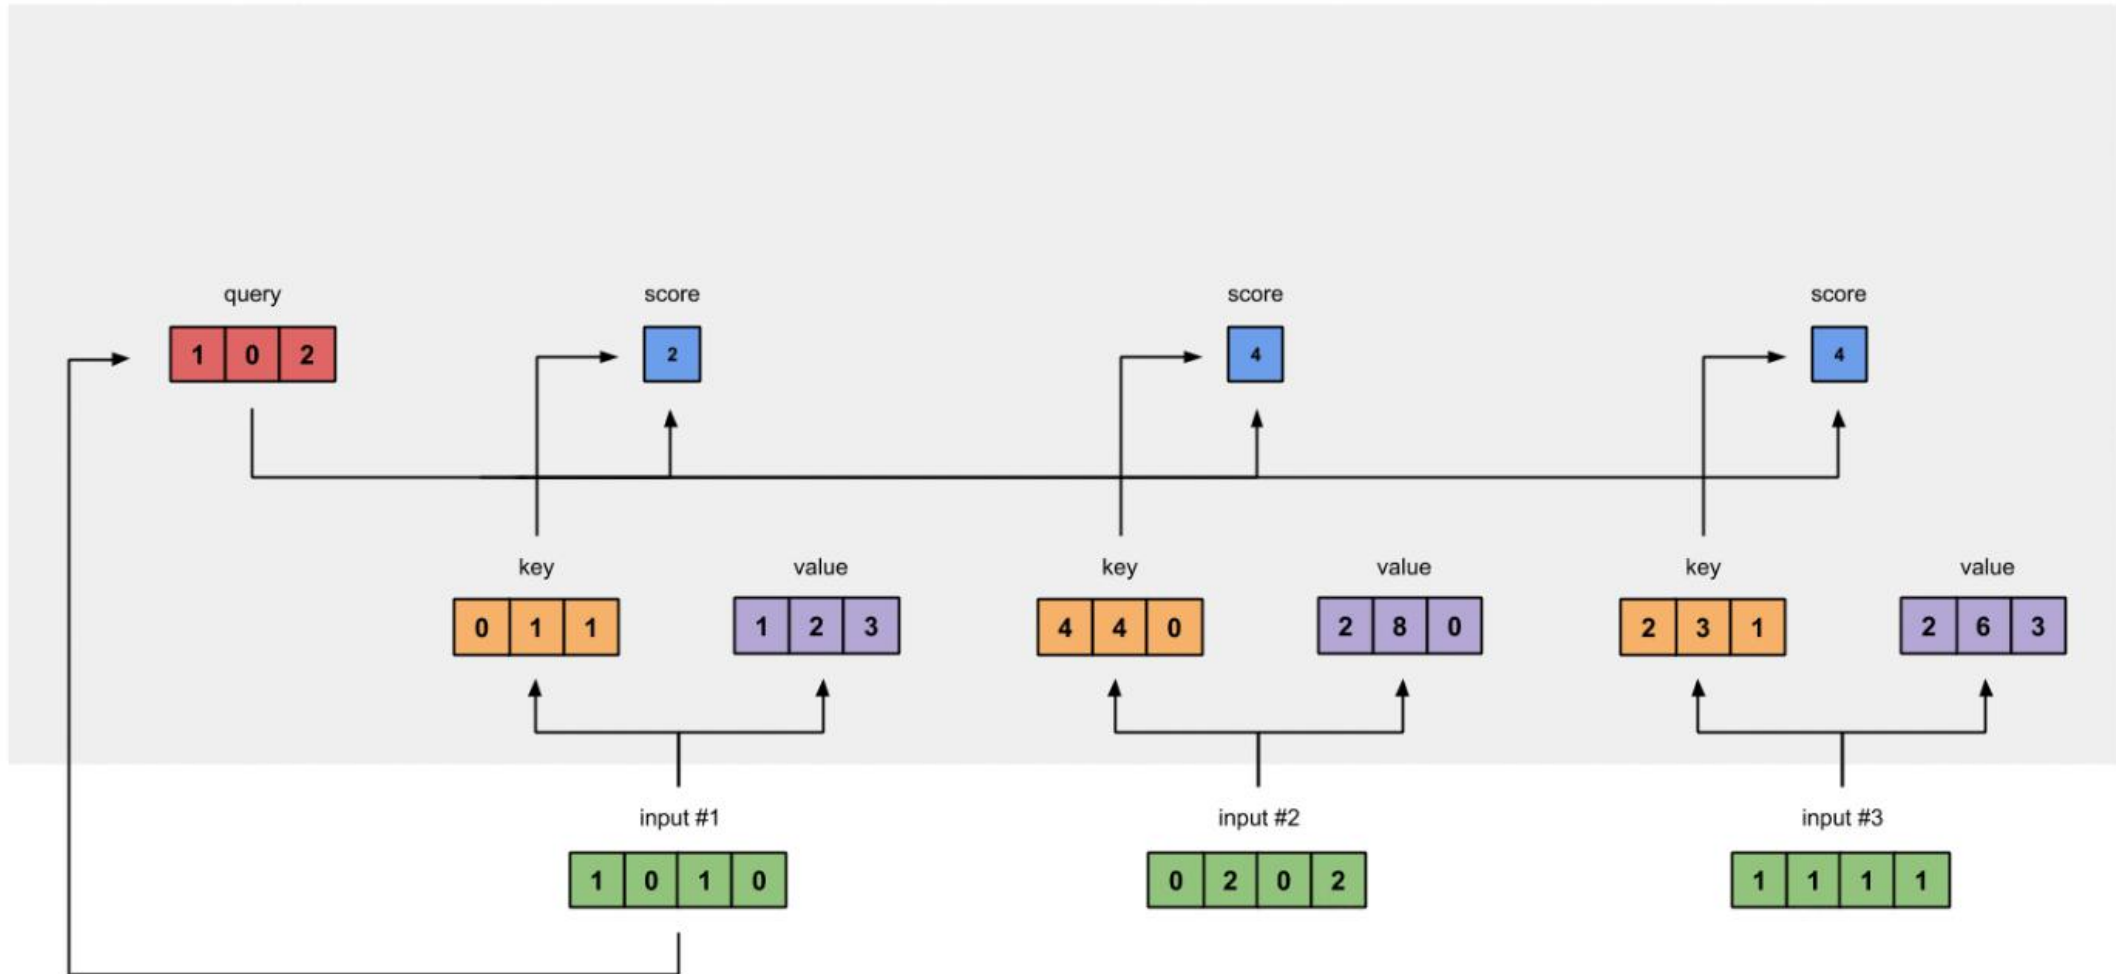 query
score
score
score
1 0 2
2
4
4
key
value
key
value
key
value
0 1 1
1 2 3
4 4 0
2 8 0
2 3 1
2 6 3
input #1
input #2
input #3
1 0 1 0
0 2 0 2
1 1 1 1